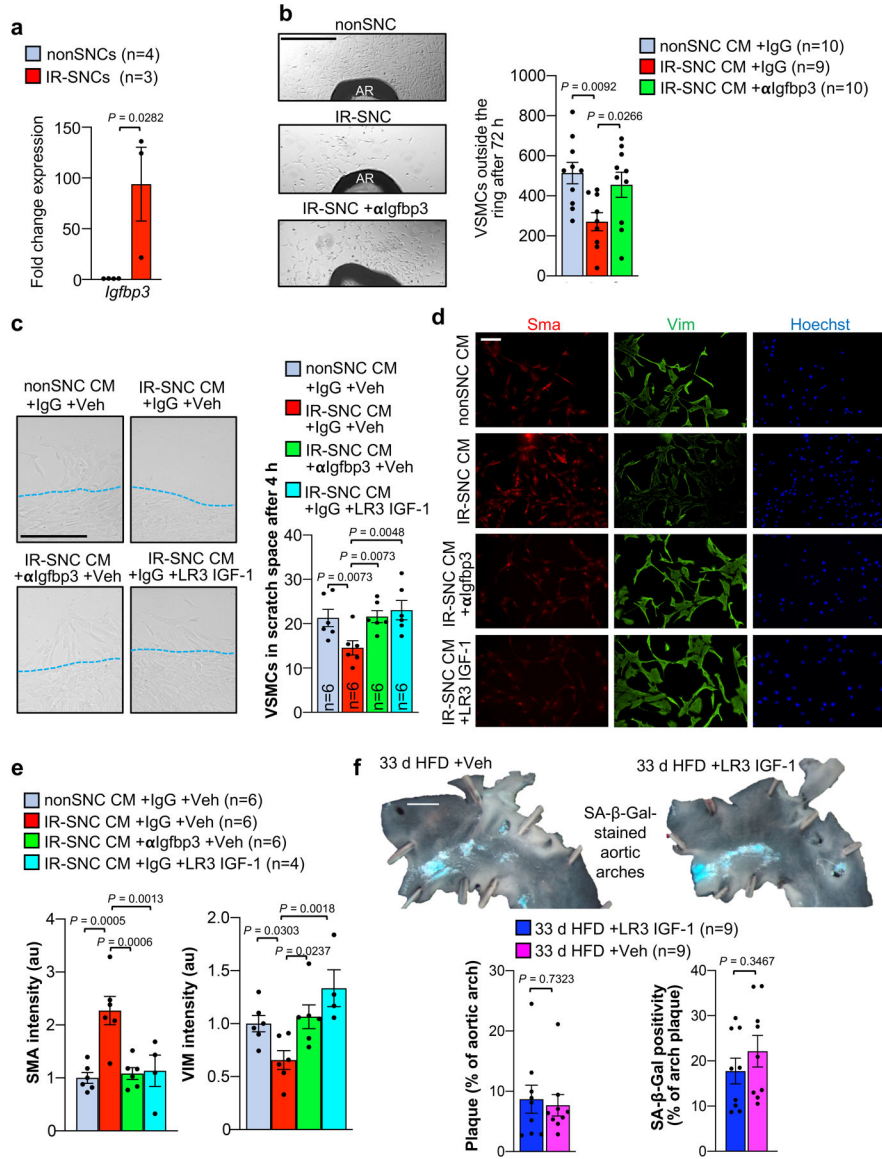 a
nonSNCs (n=4)
IR-SNCs (n=3)
P = 0.0282
150
100
50
0
Fold change expression
Igfbp3
b
nonSNC
AR
IR-SNC
AR
IR-SNC +αIgfbp3
nonSNC CM +IgG (n=10)
IR-SNC CM +IgG (n=9)
IR-SNC CM +αIgfbp3 (n=10)
P = 0.0092
P = 0.0266
1000
800
600
400
200
0
VSMCs outside the
ring after 72 h
c
nonSNC CM
+IgG +Veh
IR-SNC CM
+IgG +Veh
IR-SNC CM
+αIgfbp3 +Veh
IR-SNC CM
+IgG +LR3 IGF-1
nonSNC CM
+IgG +Veh
IR-SNC CM
+IgG +Veh
IR-SNC CM
+αIgfbp3 +Veh
IR-SNC CM
+IgG +LR3 IGF-1
P = 0.0048
P = 0.0073
P = 0.0073
40
30
20
10
0
VSMCs in scratch space after 4 h
n=6
n=6
n=6
n=6
d
Sma
Vim
Hoechst
nonSNC CM
IR-SNC CM
IR-SNC CM
+αIgfbp3
IR-SNC CM
+LR3 IGF-1
e
nonSNC CM +IgG +Veh (n=6)
IR-SNC CM +IgG +Veh (n=6)
IR-SNC CM +αIgfbp3 +Veh (n=6)
IR-SNC CM +IgG +LR3 IGF-1 (n=4)
P = 0.0013
P = 0.0005
P = 0.0006
4
3
2
1
0
SMA intensity (au)
P = 0.0018
P = 0.0303
P = 0.0237
2.0
1.5
1.0
0.5
0.0
VIM intensity (au)
f
33 d HFD +Veh
33 d HFD +LR3 IGF-1
SA-β-Gal-
stained
aortic
arches
33 d HFD +LR3 IGF-1 (n=9)
33 d HFD +Veh (n=9)
P = 0.7323
30
20
10
0
Plaque (% of aortic arch)
P = 0.3467
40
30
20
10
0
SA-β-Gal positivity
(% of arch plaque)